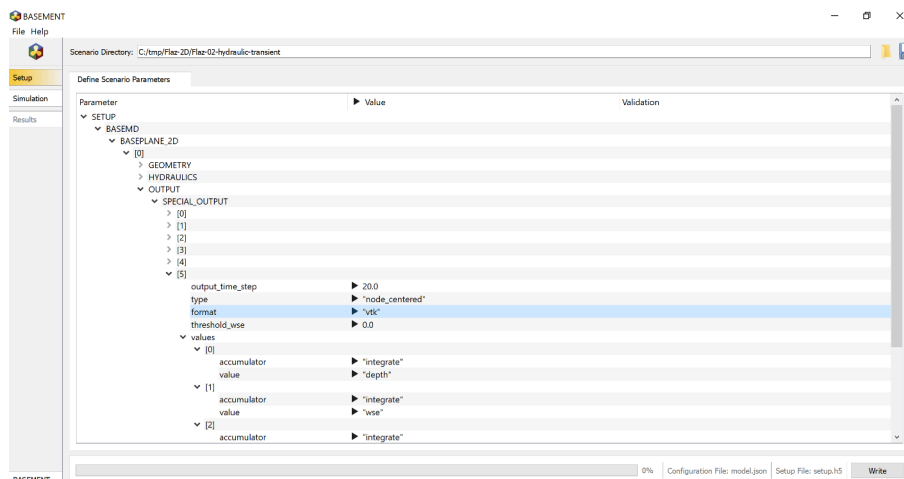 BASEMENT
File Help
Scenario Directory: C:/tmp/Flaz-2D/Flaz-02-hydraulic-transient
Setup
Simulation
Results
Define Scenario Parameters
Parameter Value Validation
SETUP
BASEMD
BASEPLANE_2D
[0]
GEOMETRY
HYDRAULICS
OUTPUT
SPECIAL_OUTPUT
[0]
[1]
[2]
[3]
[4]
[5]
output_time_step 20.0
type "node_centered"
format "vtk"
threshold_wse 0.0
values
[0]
accumulator "integrate"
value "depth"
[1]
accumulator "integrate"
value "wse"
[2]
accumulator "integrate"
0% Configuration File: model.json Setup File: setup.h5 Write
BASEMENT